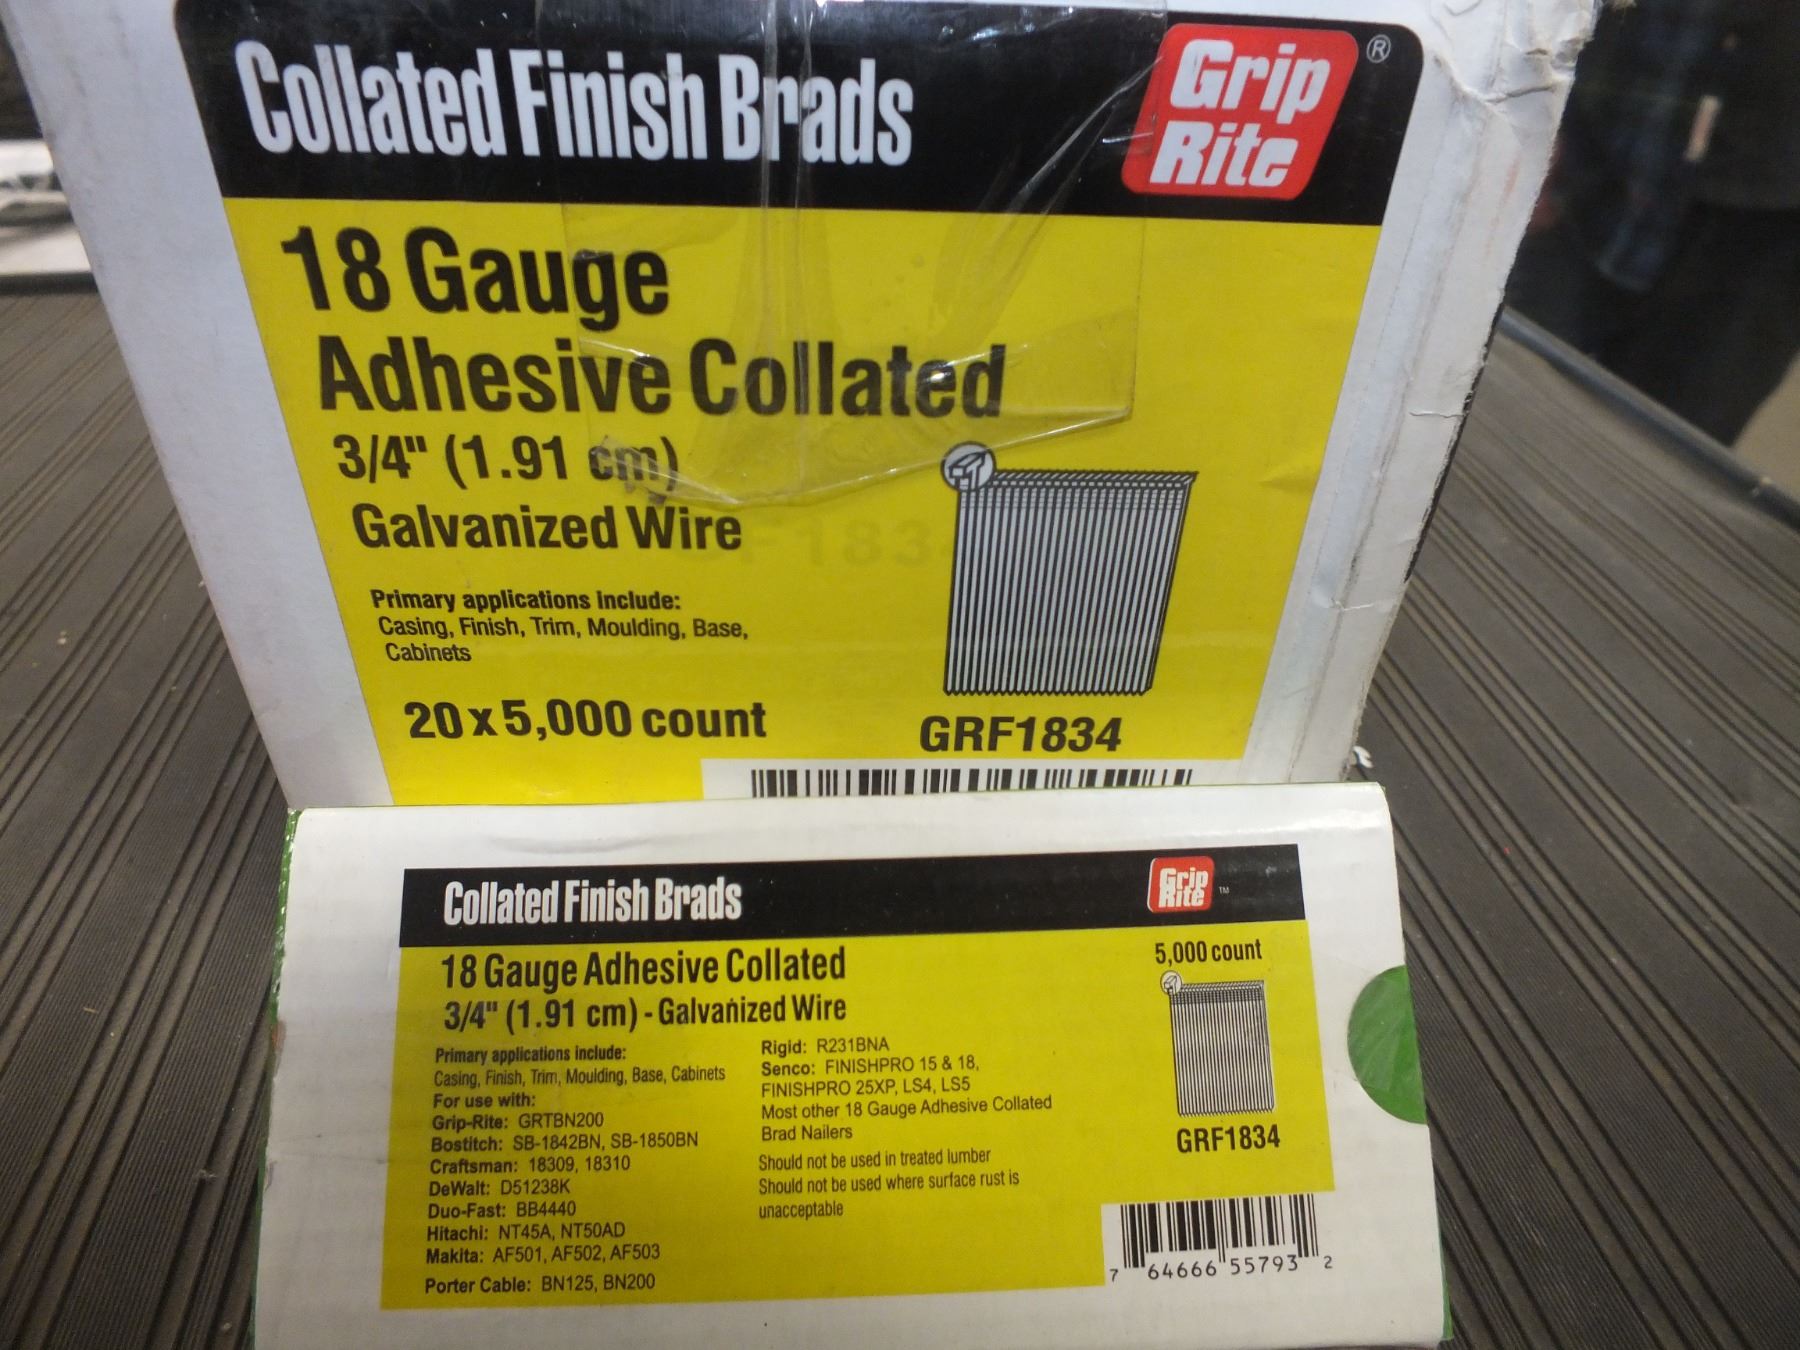 Collated Finish Brads
Grip
Rite
®
18 Gauge
Adhesive Collated
3/4" (1.91 cm)
Galvanized Wire
Primary applications include:
Casing, Finish, Trim, Moulding, Base,
Cabinets
20 x 5,000 count
GRF1834
Collated Finish Brads
Grip
Rite
TM
18 Gauge Adhesive Collated
3/4" (1.91 cm) - Galvanized Wire
5,000 count
Primary applications include:
Casing, Finish, Trim, Moulding, Base, Cabinets
For use with:
Grip-Rite: GRTBN200
Bostitch: SB-1842BN, SB-1850BN
Craftsman: 18309, 18310
DeWalt: D51238K
Duo-Fast: BB4440
Hitachi: NT45A, NT50AD
Makita: AF501, AF502, AF503
Porter Cable: BN125, BN200
Rigid: R231BNA
Senco: FINISHPRO 15 & 18,
FINISHPRO 25XP, LS4, LS5
Most other 18 Gauge Adhesive Collated
Brad Nailers
Should not be used in treated lumber
Should not be used where surface rust is
unacceptable
GRF1834
7 64666 55793 2